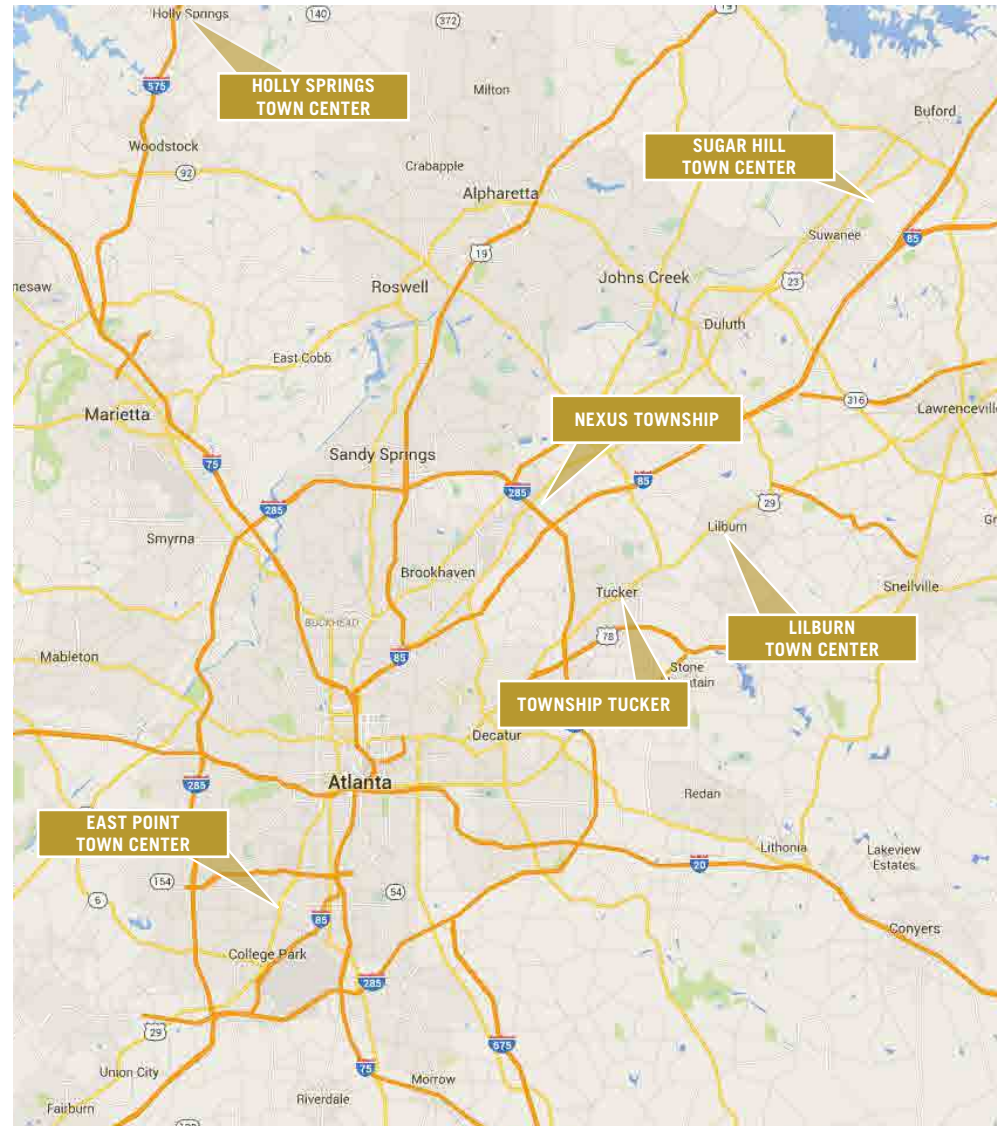 Holly Springs
140
372
19
HOLLY SPRINGS
TOWN CENTER
575
Milton
Buford
Woodstock
SUGAR HILL
TOWN CENTER
92
Crabapple
Alpharetta
Suwanee
85
19
Johns Creek
23
nesaw
Roswell
Duluth
East Cobb
316
Lawrenceville
Marietta
NEXUS TOWNSHIP
Sandy Springs
75
285
85
29
285
Lilburn
Smyrna
Brookhaven
Snellville
Tucker
BUCKHEAD
78
LILBURN
TOWN CENTER
Mableton
85
Stone
TOWNSHIP TUCKER
Decatur
Atlanta
285
Redan
EAST POINT
TOWN CENTER
Lithonia
Lakeview
Estates
20
154
54
6
85
Conyers
College Park
285
29
675
Union City
75
Morrow
Riverdale
Fairburn